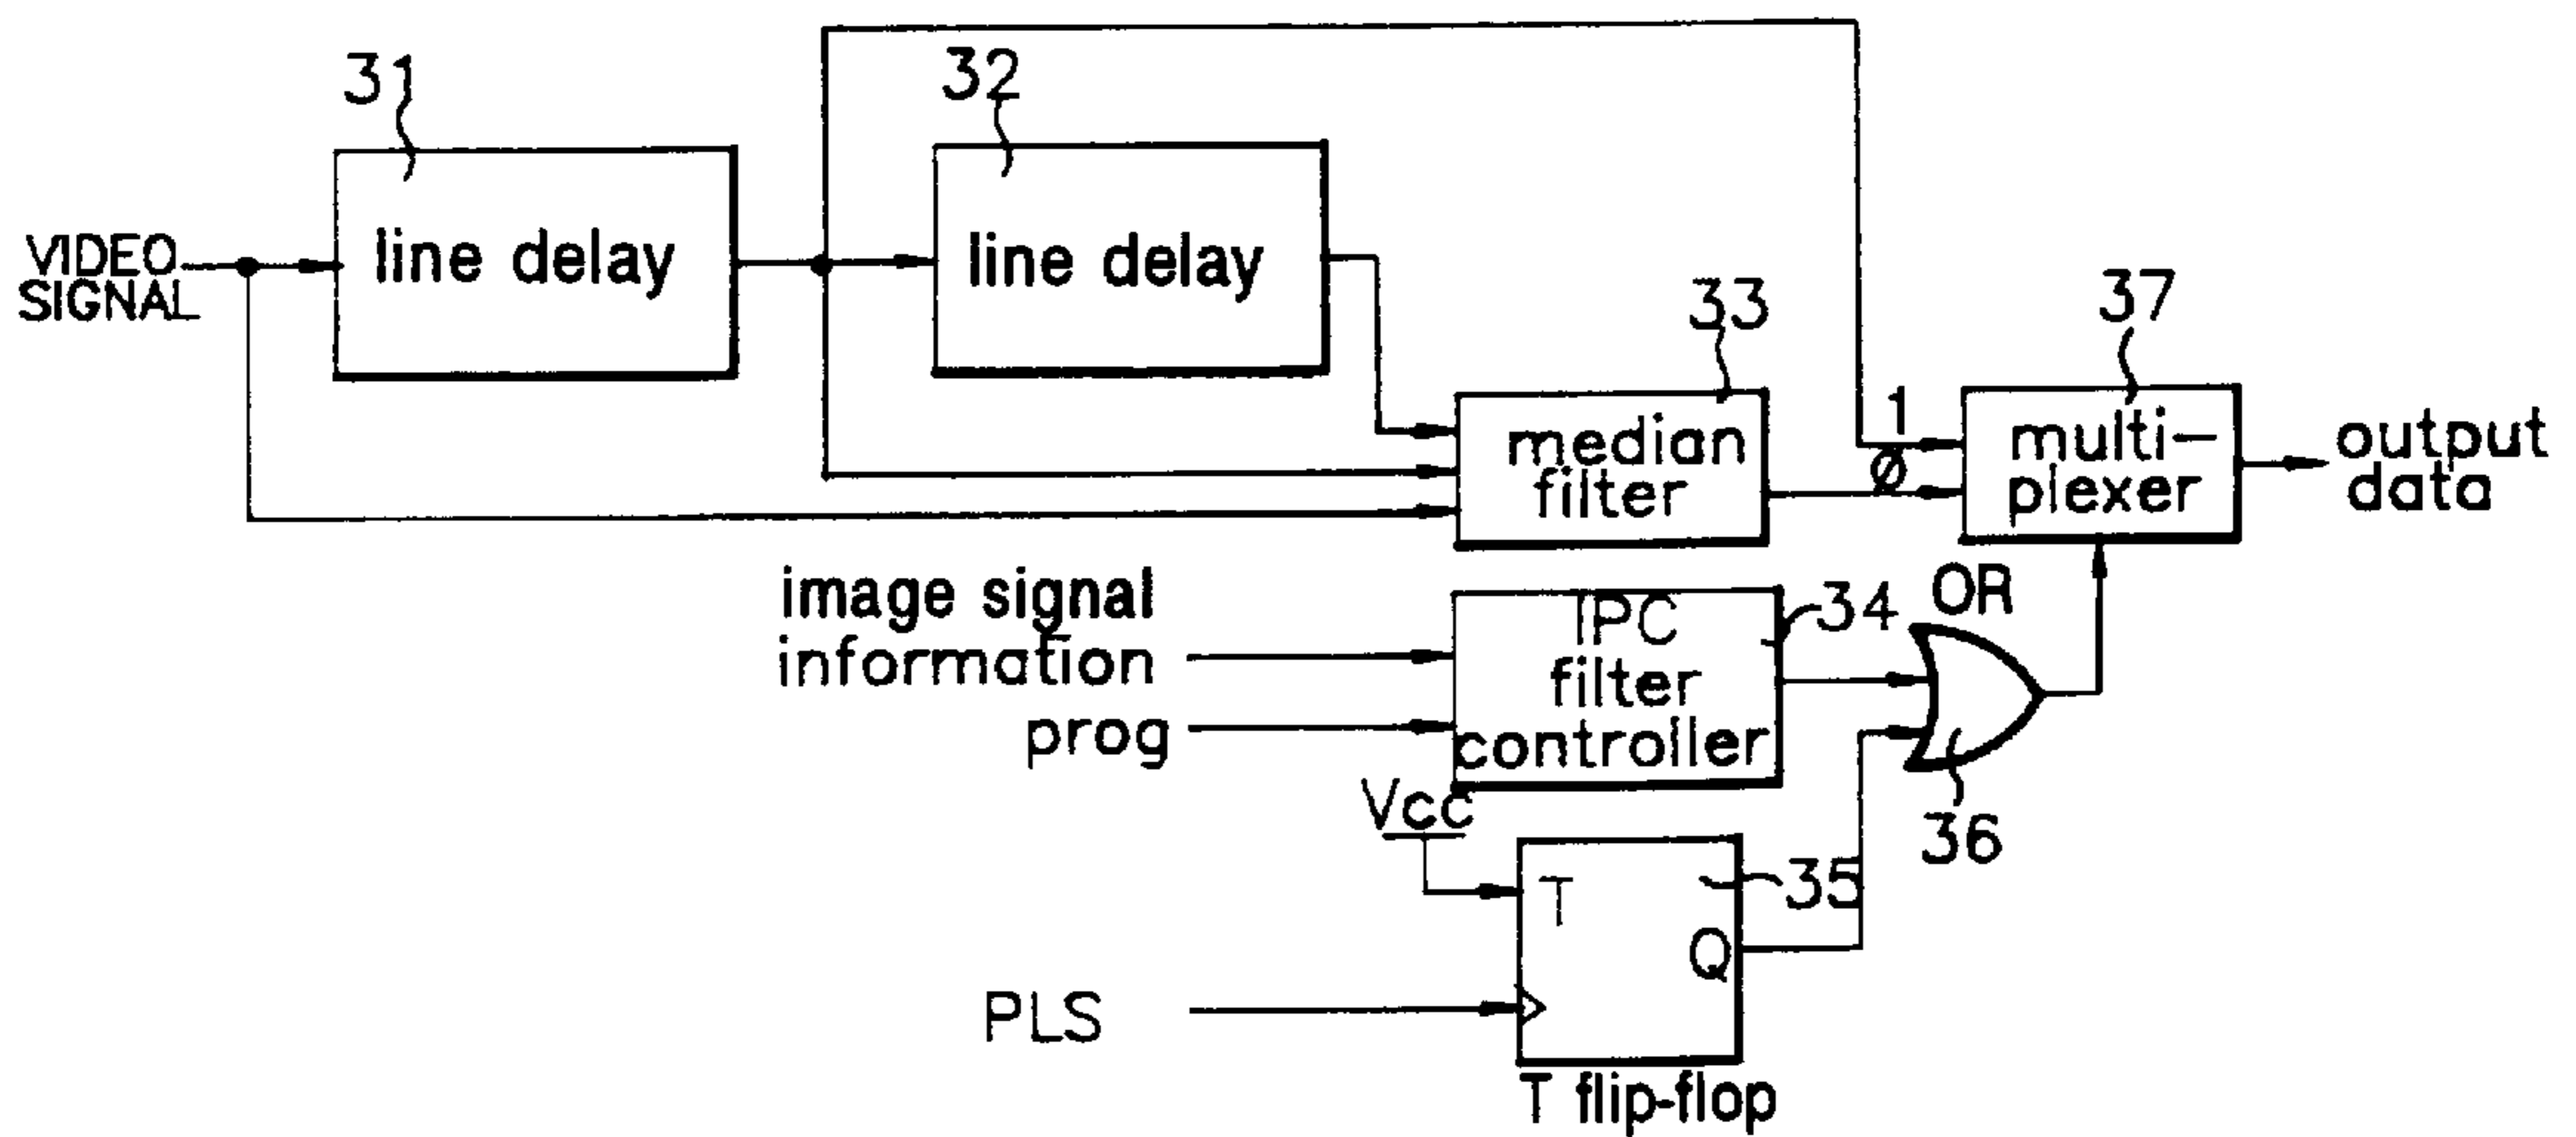 31
32
VIDEO
SIGNAL
line delay
line delay
33
37
median
filter
1
Ø
multi-
plexer
output
data
image signal
information
prog
IPC
filter
controller
34
OR
36
Vcc
T
35
Q
PLS
T flip-flop